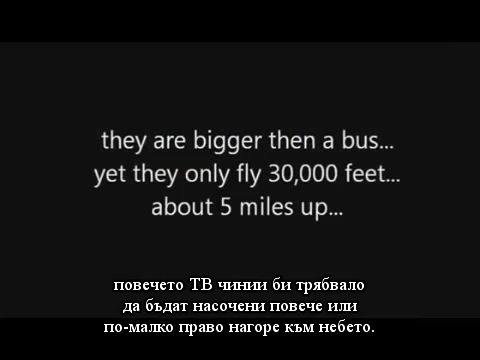 they are bigger then a bus...
yet they only fly 30,000 feet...
about 5 miles up...
повечето ТВ чинии би трябвало
да бъдат насочени повече или
по-малко право нагоре към небето.